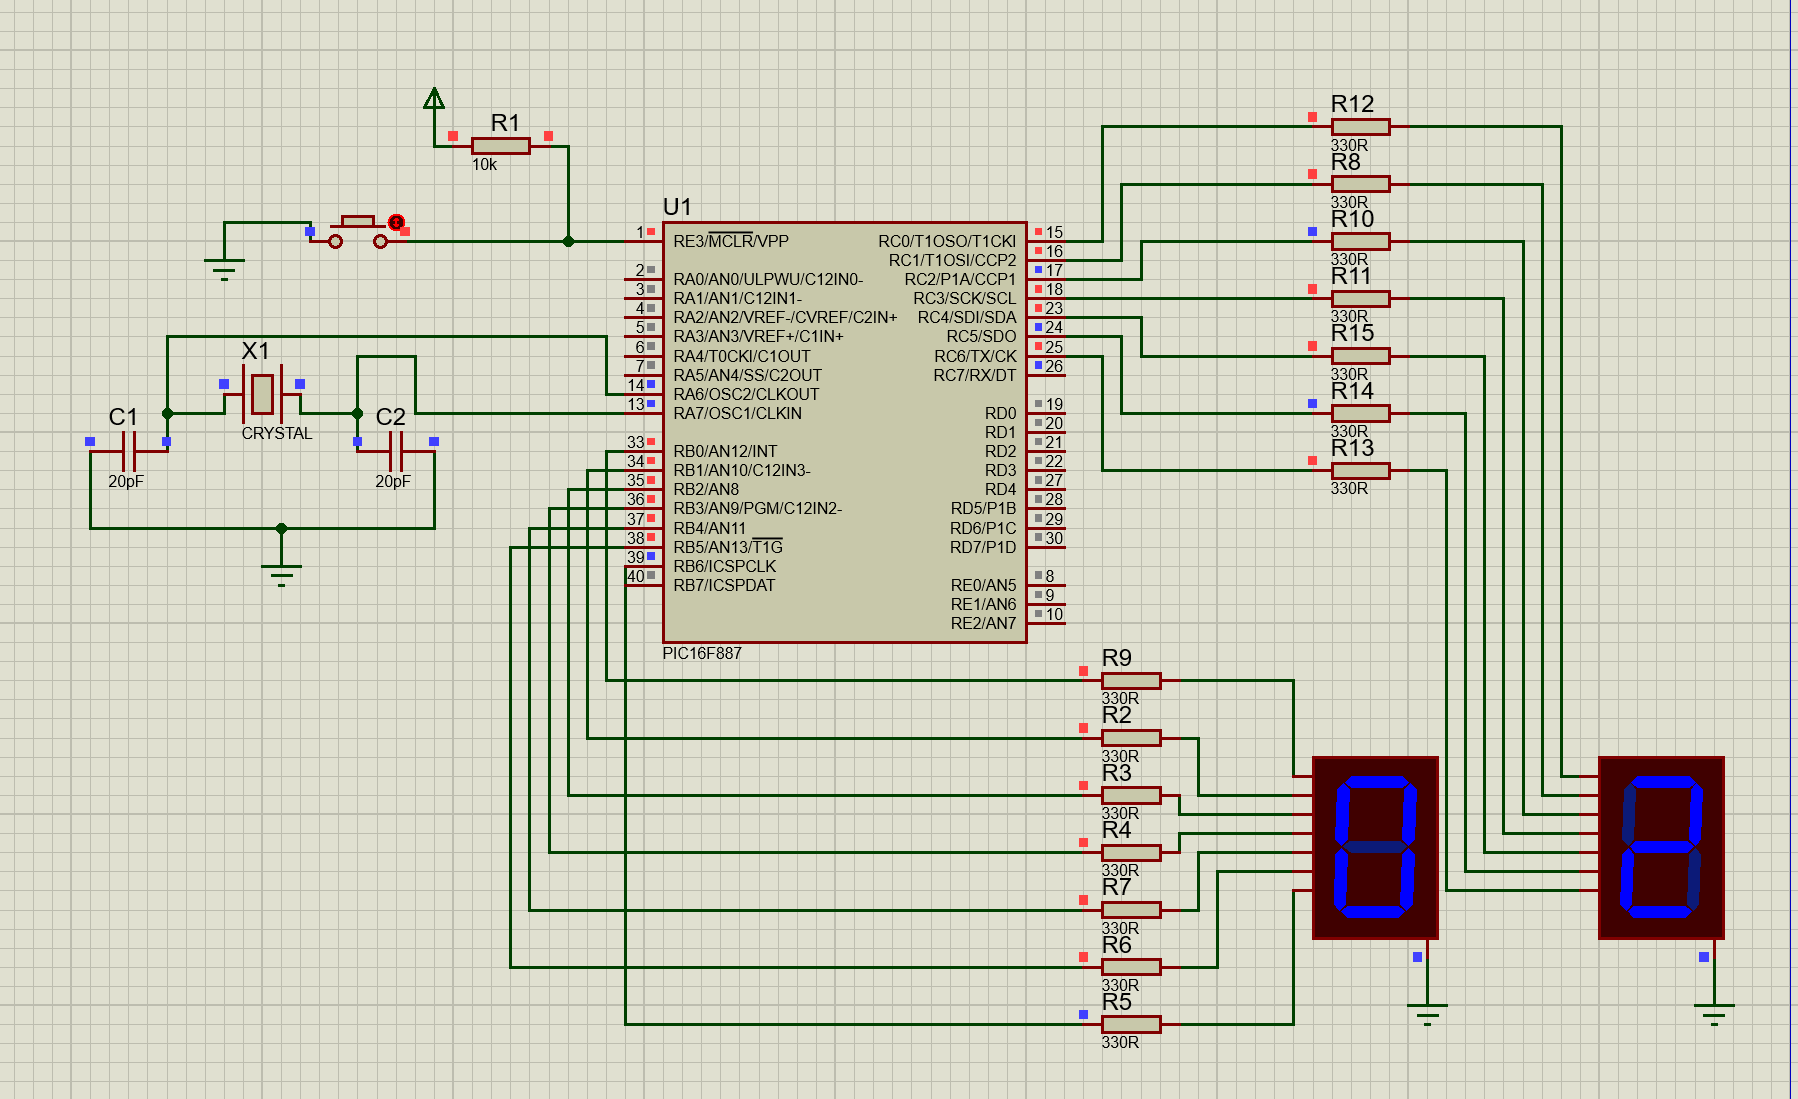 R1
10k
U1
1 RE3/MCLR/VPP
2 RA0/AN0/ULPWU/C12IN0-
3 RA1/AN1/C12IN1-
4 RA2/AN2/VREF-/CVREF/C2IN+
5 RA3/AN3/VREF+/C1IN+
6 RA4/T0CKI/C1OUT
7 RA5/AN4/SS/C2OUT
14 RA6/OSC2/CLKOUT
13 RA7/OSC1/CLKIN
33 RB0/AN12/INT
34 RB1/AN10/C12IN3-
35 RB2/AN8
36 RB3/AN9/PGM/C12IN2-
37 RB4/AN11
38 RB5/AN13/T1G
39 RB6/ICSPCLK
40 RB7/ICSPDAT
RC0/T1OSO/T1CKI 15
RC1/T1OSI/CCP2 16
RC2/P1A/CCP1 17
RC3/SCK/SCL 18
RC4/SDI/SDA 23
RC5/SDO 24
RC6/TX/CK 25
RC7/RX/DT 26
RD0 19
RD1 20
RD2 21
RD3 22
RD4 27
RD5/P1B 28
RD6/P1C 29
RD7/P1D 30
RE0/AN5 8
RE1/AN6 9
RE2/AN7 10
PIC16F887
X1
CRYSTAL
C1
20pF
C2
20pF
R12
330R
R8
330R
R10
330R
R11
330R
R15
330R
R14
330R
R13
330R
R9
330R
R2
330R
R3
330R
R4
330R
R7
330R
R6
330R
R5
330R
0
2